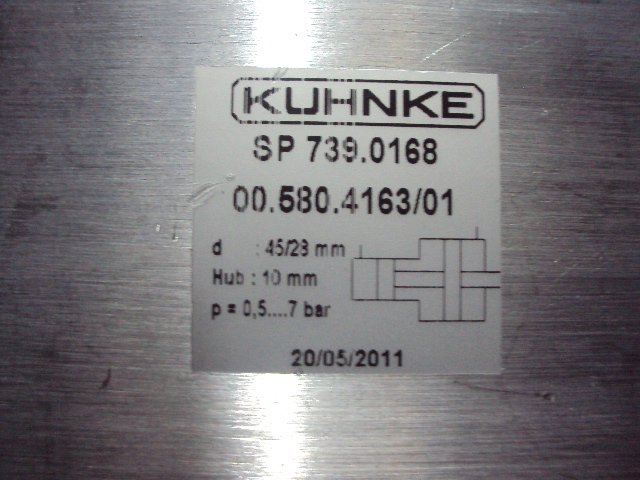 KUHNKE
SP 739.0168
00.580.4163/01
d : 45/28 mm
Hub : 10 mm
p = 0,5....7 bar
20/05/2011